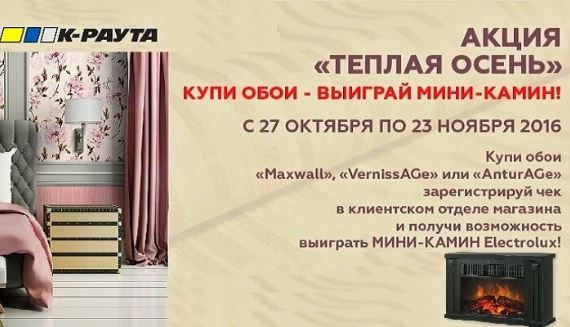 К-РАУТА
АКЦИЯ
«ТЕПЛАЯ ОСЕНЬ»
КУПИ ОБОИ - ВЫИГРАЙ МИНИ-КАМИН!
С 27 ОКТЯБРЯ ПО 23 НОЯБРЯ 2016
Купи обои
«Maxwall», «VernissAGe» или «AnturAGe»
зарегистрируй чек
в клиентском отделе магазина
и получи возможность
выиграть МИНИ-КАМИН Electrolux!